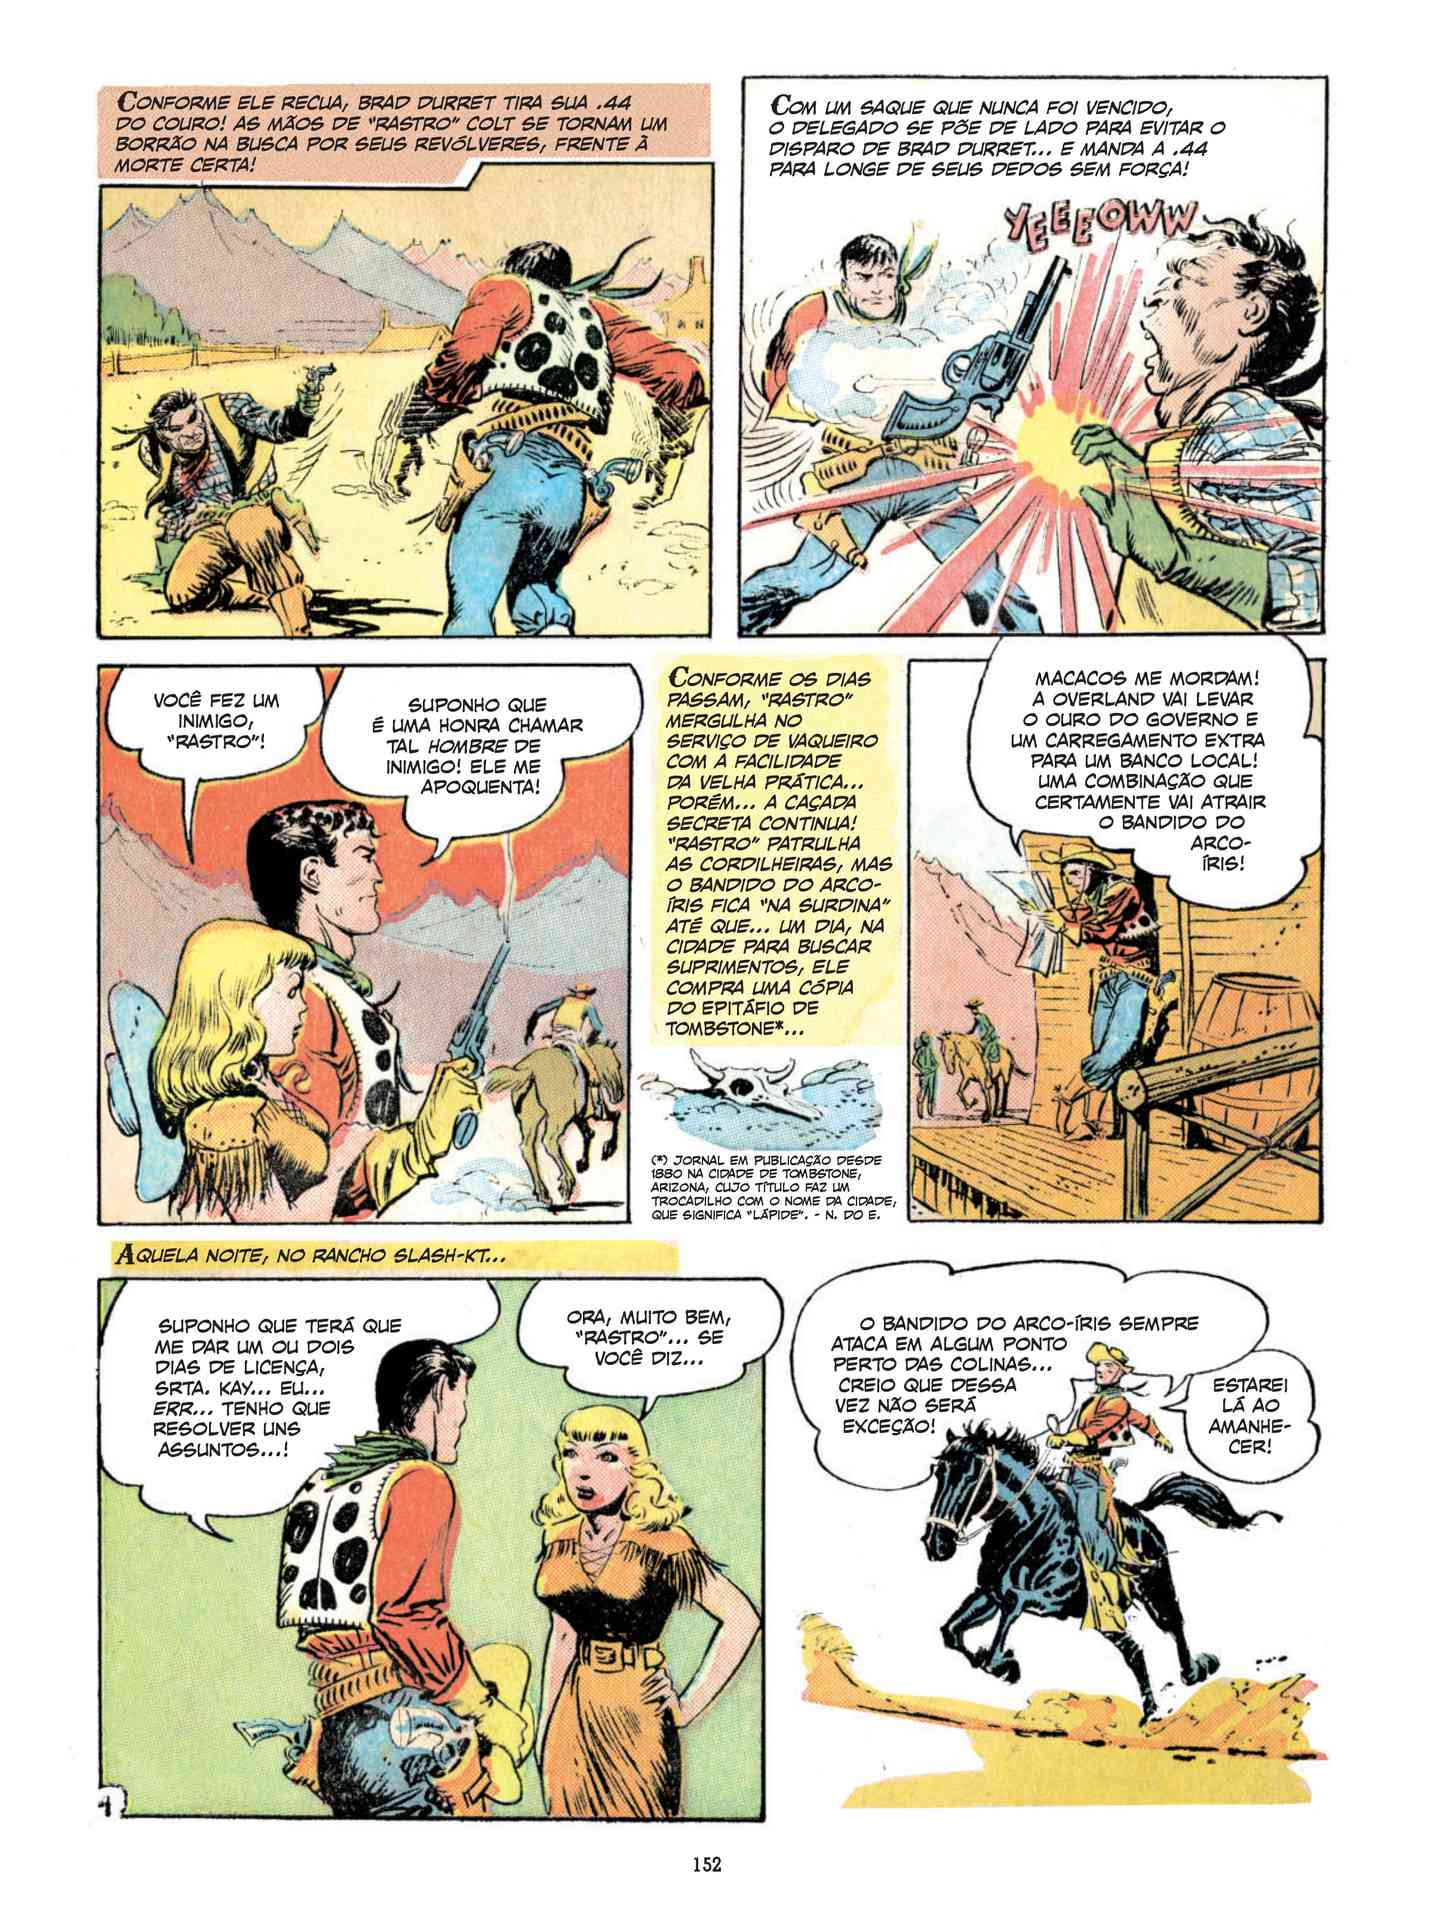 CONFORME ELE RECUA, BRAD DURRET TIRA SUA .44
DO COURO! AS MÃOS DE "RASTRO" COLT SE TORNAM UM
BORRÃO NA BUSCA POR SEUS REVÓLVERES, FRENTE À
MORTE CERTA!
COM UM SAQUE QUE NUNCA FOI VENCIDO,
O DELEGADO SE PÕE DE LADO PARA EVITAR O
DISPARO DE BRAD DURRET... E MANDA A .44
PARA LONGE DE SEUS DEDOS SEM FORÇA!
YEEEEOWW
VOCÊ FEZ UM
INIMIGO,
"RASTRO"!
SUPONHO QUE
É UMA HONRA CHAMAR
TAL HOMBRE DE
INIMIGO! ELE ME
APOQUENTA!
CONFORME OS DIAS
PASSAM, "RASTRO"
MERGULHA NO
SERVIÇO DE VAQUEIRO
COM A FACILIDADE
DA VELHA PRÁTICA...
PORÉM... A CAÇADA
SECRETA CONTINUA!
"RASTRO" PATRULHA
AS CORDILHEIRAS, MAS
O BANDIDO DO ARCO-
ÍRIS FICA "NA SURDINA"
ATÉ QUE... UM DIA, NA
CIDADE PARA BUSCAR
SUPRIMENTOS, ELE
COMPRA UMA CÓPIA
DO EPITÁFIO DE
TOMBSTONE*...
(*) JORNAL EM PUBLICAÇÃO DESDE
1880 NA CIDADE DE TOMBSTONE,
ARIZONA, CUJO TÍTULO FAZ UM
TROCADILHO COM O NOME DA CIDADE,
QUE SIGNIFICA "LÁPIDE". - N. DO E.
MACACOS ME MORDAM!
A OVERLAND VAI LEVAR
O OURO DO GOVERNO E
UM CARREGAMENTO EXTRA
PARA UM BANCO LOCAL!
UMA COMBINAÇÃO QUE
CERTAMENTE VAI ATRAIR
O BANDIDO DO
ARCO-
ÍRIS!
AQUELA NOITE, NO RANCHO SLASH-KT...
SUPONHO QUE TERÁ QUE
ME DAR UM OU DOIS
DIAS DE LICENÇA,
SRTA. KAY... EU...
ERR... TENHO QUE
RESOLVER UNS
ASSUNTOS...!
ORA, MUITO BEM,
"RASTRO"... SE
VOCÊ DIZ...
O BANDIDO DO ARCO-ÍRIS SEMPRE
ATACA EM ALGUM PONTO
PERTO DAS COLINAS...
CREIO QUE DESSA
VEZ NÃO SERÁ
EXCEÇÃO!
ESTAREI
LÁ AO
AMANHE-
CER!
4
152